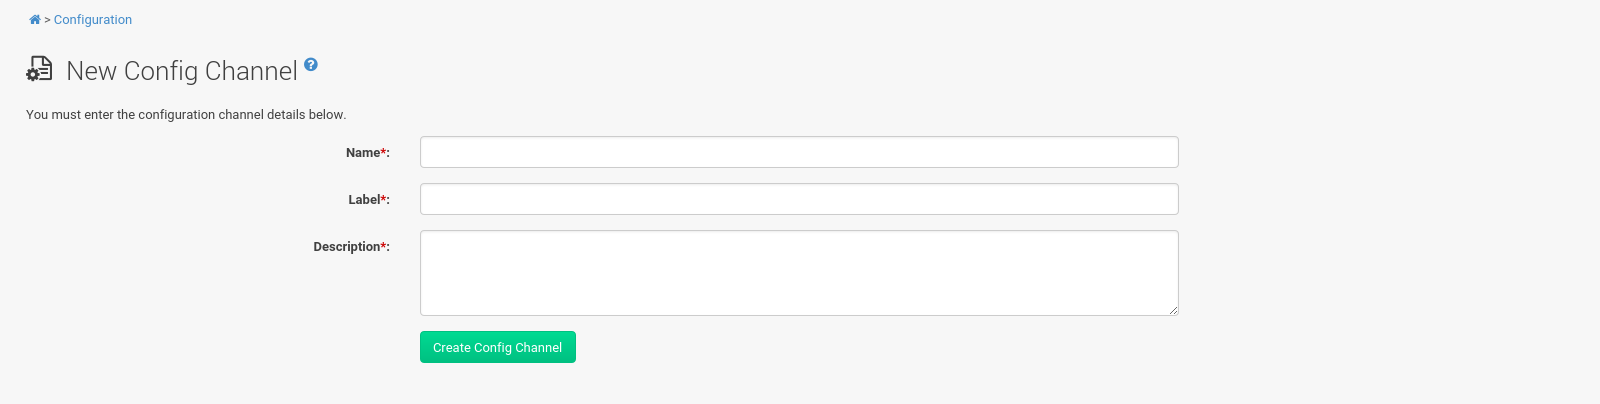 > Configuration
New Config Channel
You must enter the configuration channel details below.
Name*:
Label*:
Description*:
Create Config Channel